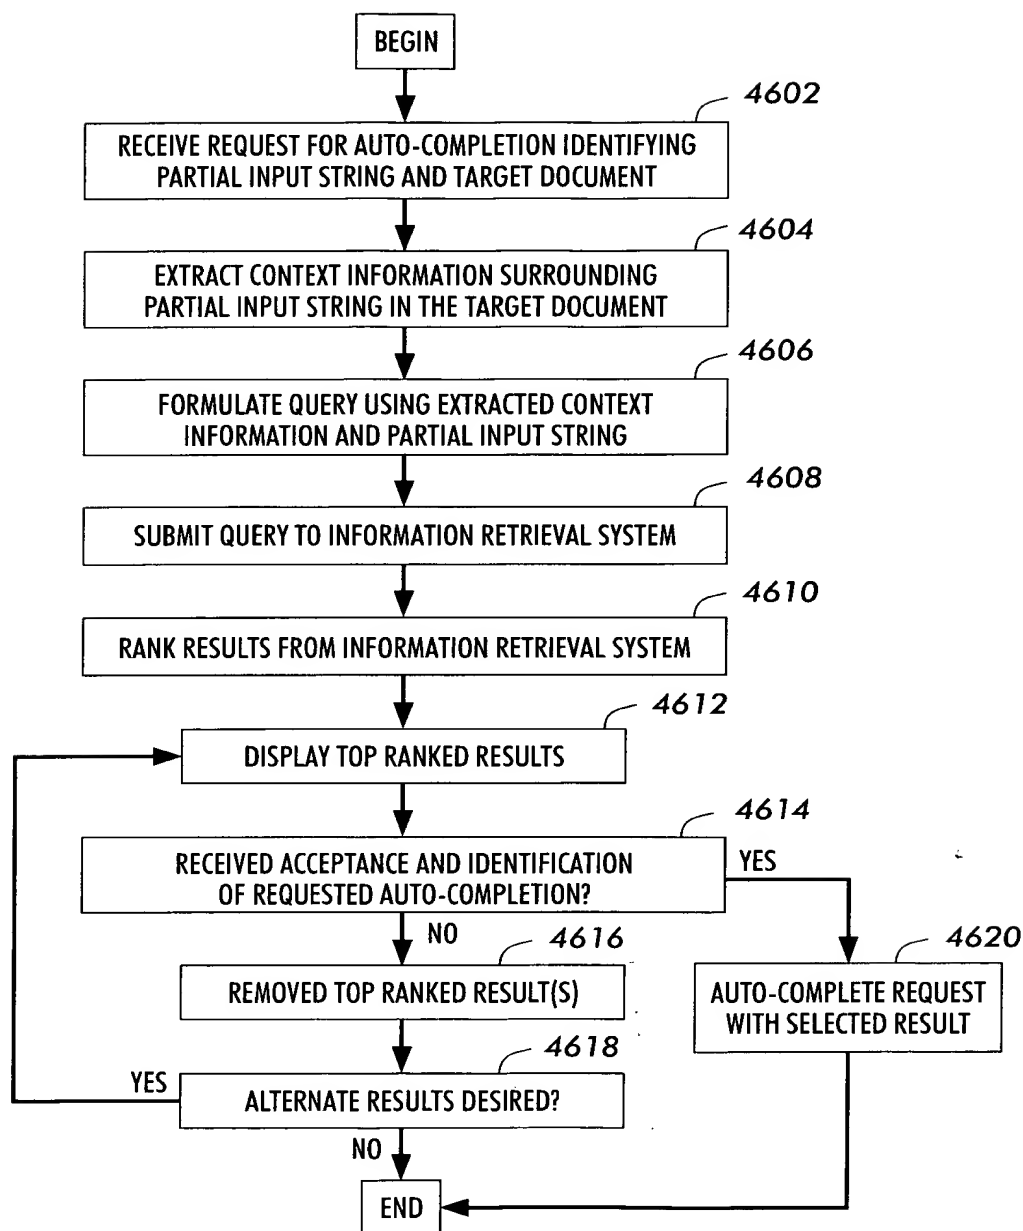 BEGIN
4602
RECEIVE REQUEST FOR AUTO-COMPLETION IDENTIFYING
PARTIAL INPUT STRING AND TARGET DOCUMENT
4604
EXTRACT CONTEXT INFORMATION SURROUNDING
PARTIAL INPUT STRING IN THE TARGET DOCUMENT
4606
FORMULATE QUERY USING EXTRACTED CONTEXT
INFORMATION AND PARTIAL INPUT STRING
4608
SUBMIT QUERY TO INFORMATION RETRIEVAL SYSTEM
4610
RANK RESULTS FROM INFORMATION RETRIEVAL SYSTEM
4612
DISPLAY TOP RANKED RESULTS
4614
RECEIVED ACCEPTANCE AND IDENTIFICATION
OF REQUESTED AUTO-COMPLETION?
YES
NO
4616
REMOVED TOP RANKED RESULT(S)
4620
AUTO-COMPLETE REQUEST
WITH SELECTED RESULT
4618
YES
ALTERNATE RESULTS DESIRED?
NO
END